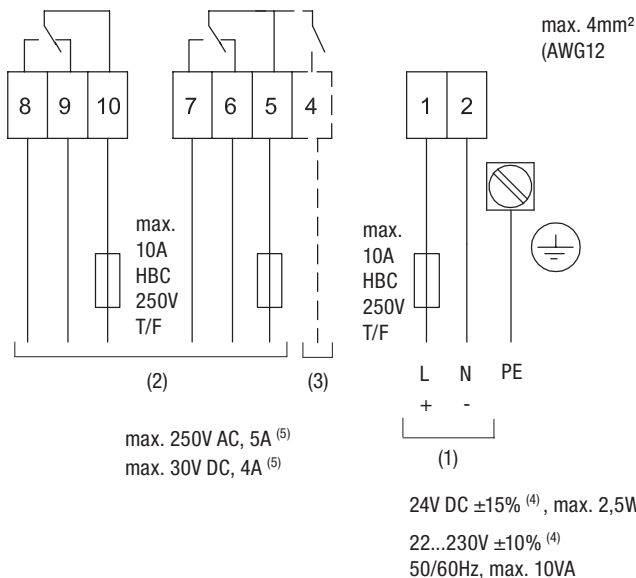 max. 4mm²
(AWG12
8 9 10
7 6 5 4
1 2
max.
10A
HBC
250V
T/F
max.
10A
HBC
250V
T/F
(2)
(3)
L N PE
+ -
(1)
max. 250V AC, 5A (5)
max. 30V DC, 4A (5)
24V DC ±15% (4) , max. 2,5W
22...230V ±10% (4)
50/60Hz, max. 10VA